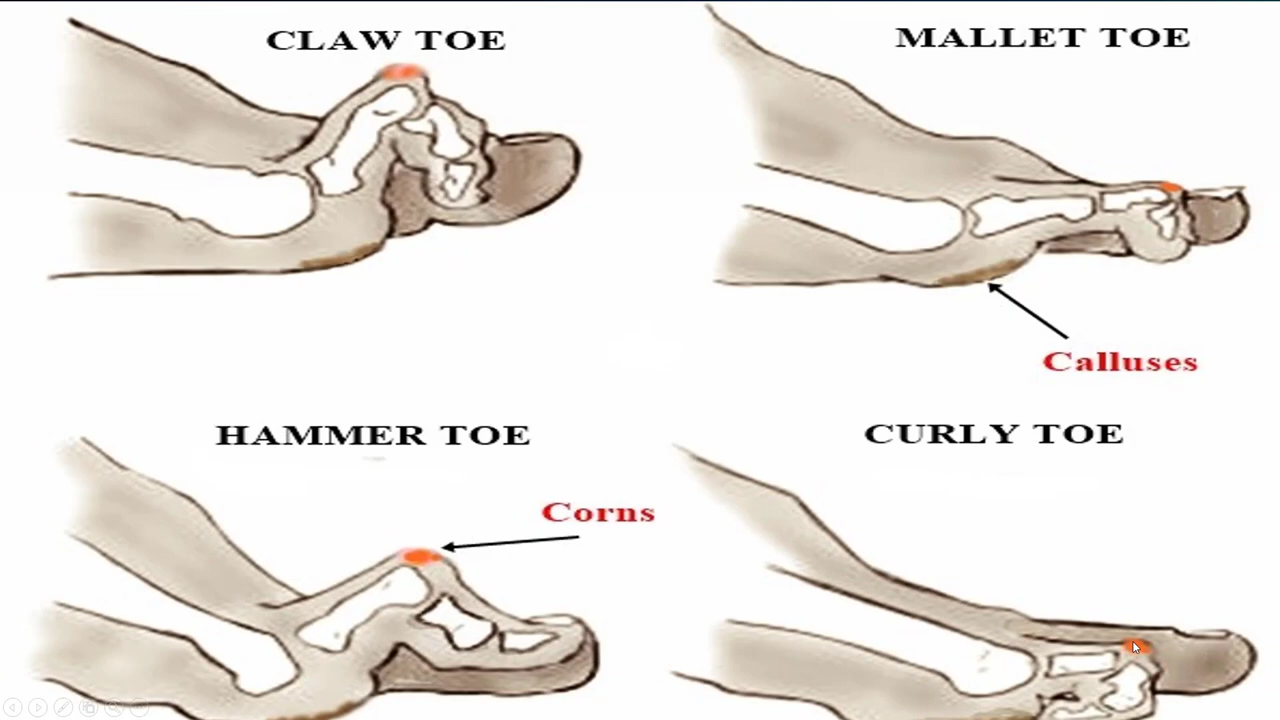 CLAW TOE
MALLET TOE
Calluses
HAMMER TOE
CURLY TOE
Corns